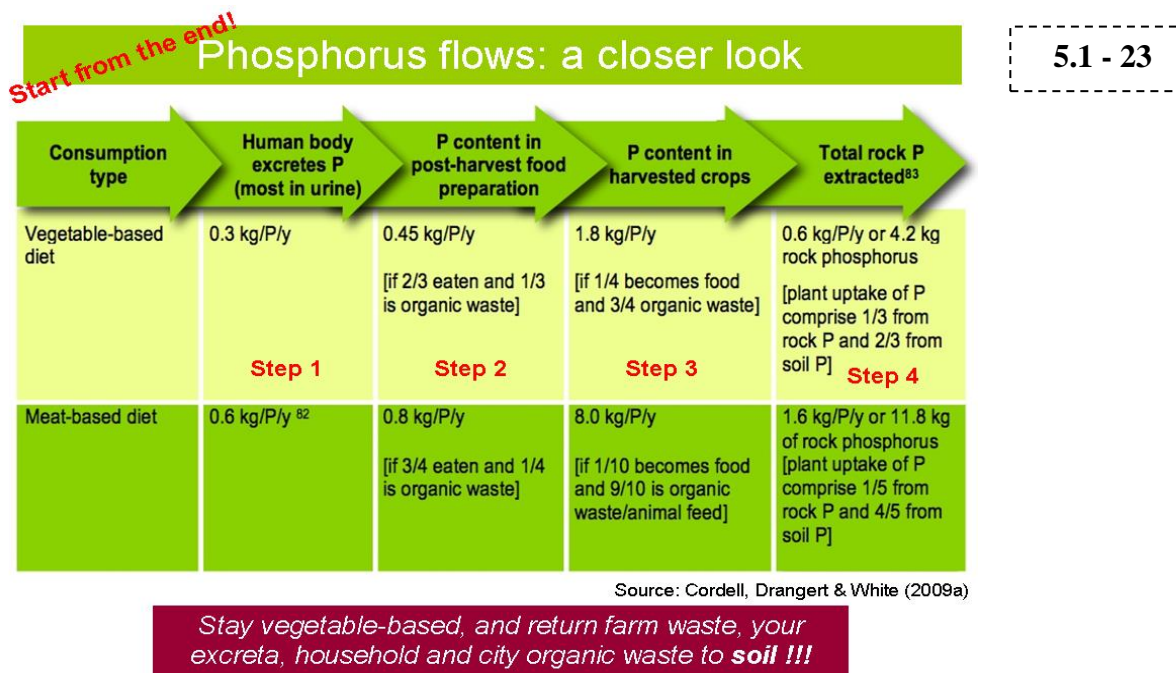 Start from the end!
Phosphorus flows: a closer look
5.1 - 23
Consumption
type
Human body
excretes P
(most in urine)
P content in
post-harvest food
preparation
P content in
harvested crops
Total rock P
extracted83
Vegetable-based
diet
0.3 kg/P/y
Step 1
0.45 kg/P/y
[if 2/3 eaten and 1/3
is organic waste]
Step 2
1.8 kg/P/y
[if 1/4 becomes food
and 3/4 organic waste]
Step 3
0.6 kg/P/y or 4.2 kg
rock phosphorus
[plant uptake of P
comprise 1/3 from
rock P and 2/3 from
soil P]
Step 4
Meat-based diet
0.6 kg/P/y 82
0.8 kg/P/y
[if 3/4 eaten and 1/4
is organic waste]
8.0 kg/P/y
[if 1/10 becomes food
and 9/10 is organic
waste/animal feed]
1.6 kg/P/y or 11.8 kg
of rock phosphorus
[plant uptake of P
comprise 1/5 from
rock P and 4/5 from
soil P]
Source: Cordell, Drangert & White (2009a)
Stay vegetable-based, and return farm waste, your
excreta, household and city organic waste to soil !!!